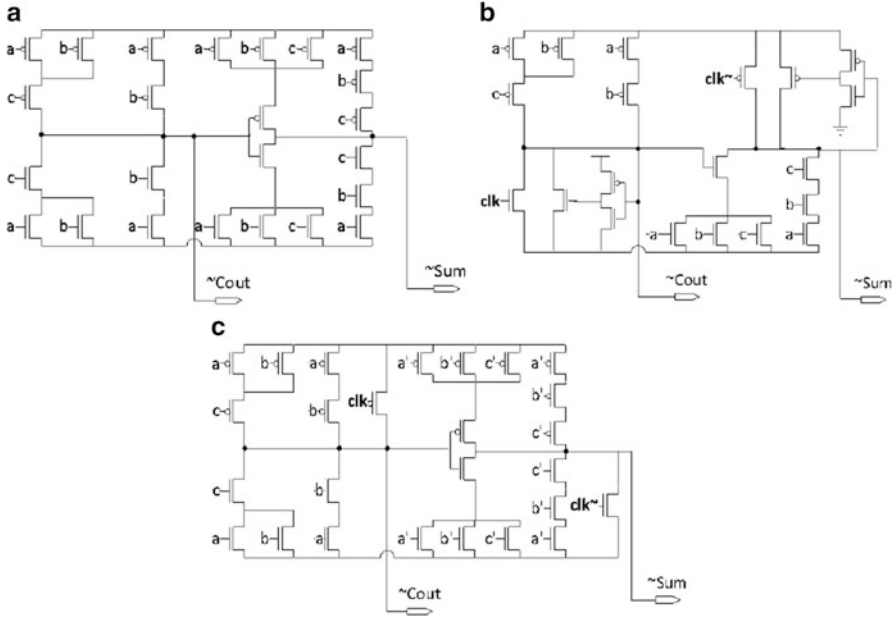 a
a b a a b c a
b
c b c
c b c
b
a b a a b c a
~Cout
~Sum
b
a b a
clk~
c b
c
clk b
a b c a
~Cout
~Sum
c
a b a a' b' c' a'
clk b'
c b c'
c b c'
b' clk~
a b a a' b' c' a'
~Cout
~Sum